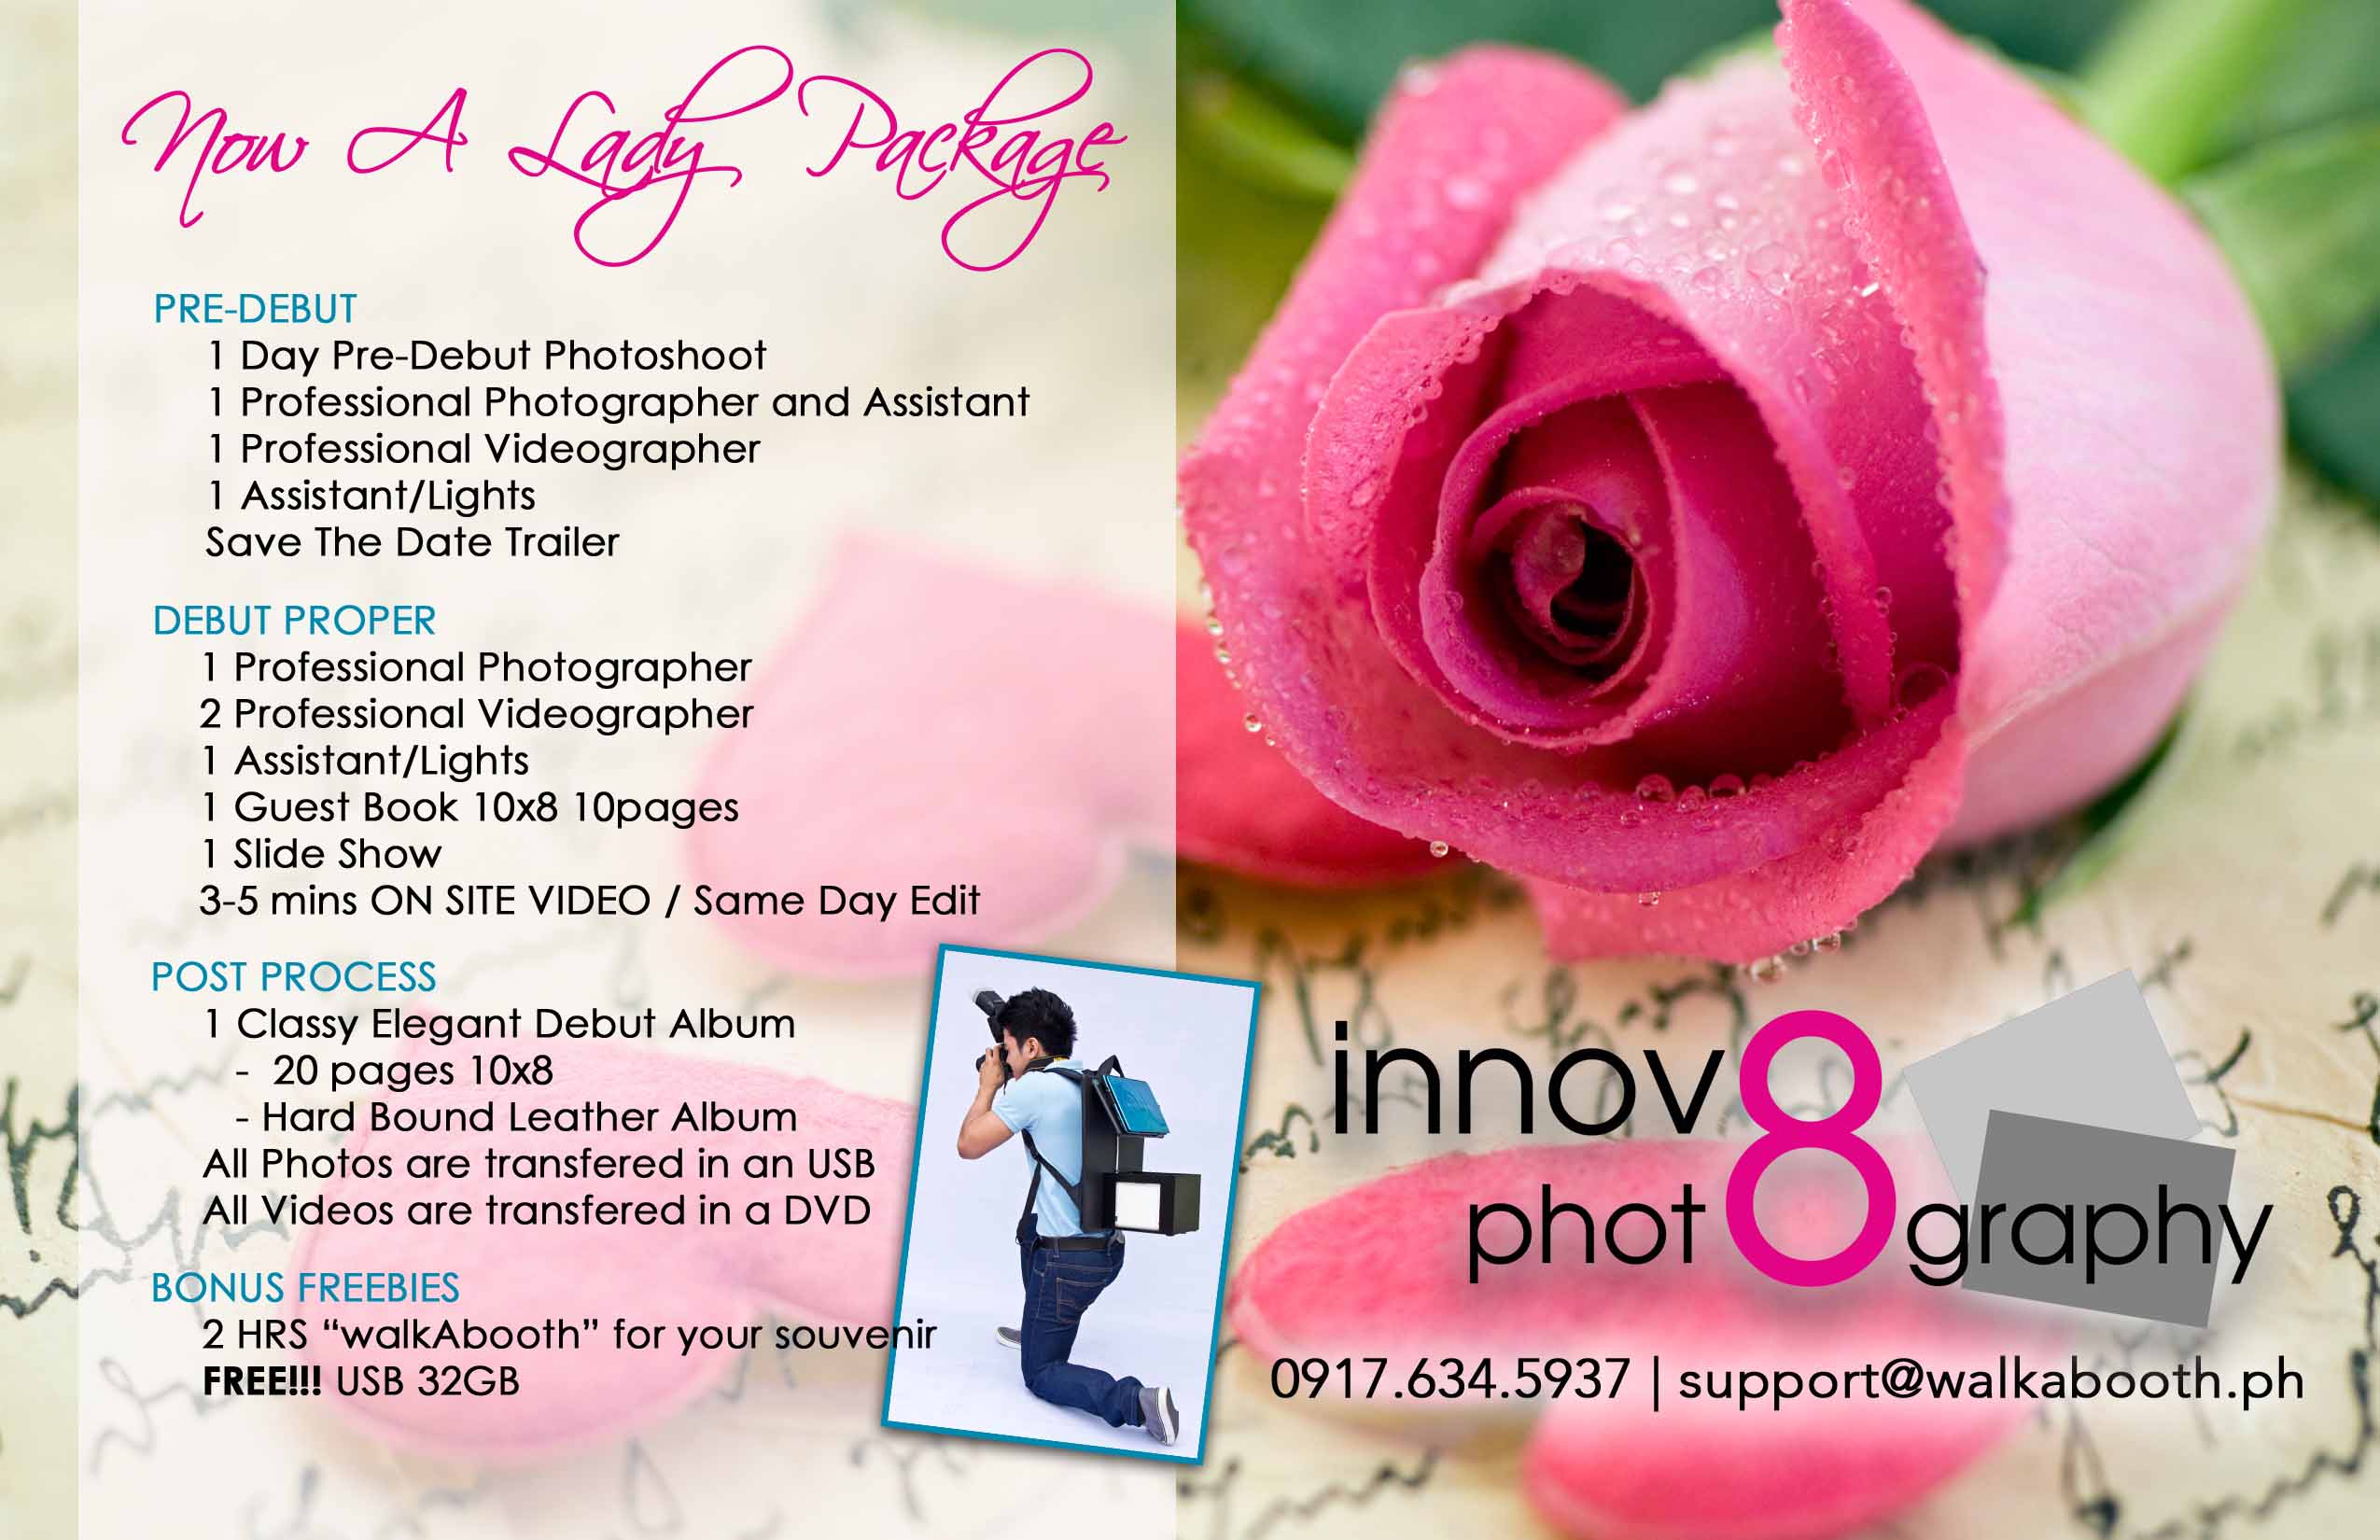 Now A Lady Package
PRE-DEBUT
1 Day Pre-Debut Photoshoot
1 Professional Photographer and Assistant
1 Professional Videographer
1 Assistant/Lights
Save The Date Trailer
DEBUT PROPER
1 Professional Photographer
2 Professional Videographer
1 Assistant/Lights
1 Guest Book 10x8 10pages
1 Slide Show
3-5 mins ON SITE VIDEO / Same Day Edit
POST PROCESS
1 Classy Elegant Debut Album
- 20 pages 10x8
- Hard Bound Leather Album
All Photos are transfered in an USB
All Videos are transfered in a DVD
BONUS FREEBIES
2 HRS “walkAbooth” for your souvenir
FREE!!! USB 32GB
innov8
phot8graphy
0917.634.5937 | support@walkabooth.ph